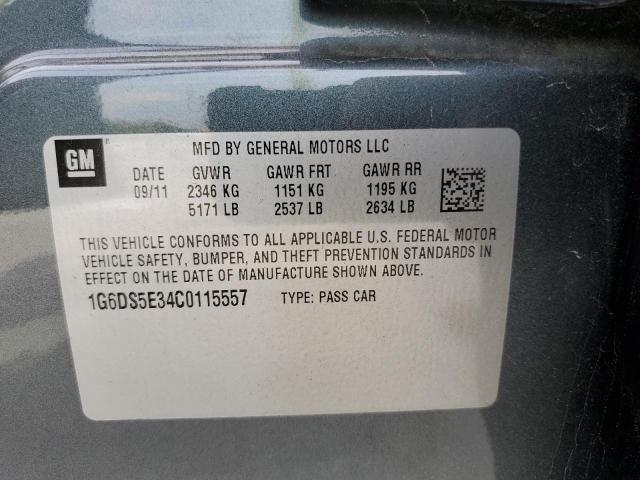 GM
MFD BY GENERAL MOTORS LLC
DATE GVWR GAWR FRT GAWR RR
09/11 2346 KG 1151 KG 1195 KG
5171 LB 2537 LB 2634 LB
THIS VEHICLE CONFORMS TO ALL APPLICABLE U.S. FEDERAL MOTOR
VEHICLE SAFETY, BUMPER, AND THEFT PREVENTION STANDARDS IN
EFFECT ON THE DATE OF MANUFACTURE SHOWN ABOVE.
1G6DS5E34C0115557 TYPE: PASS CAR